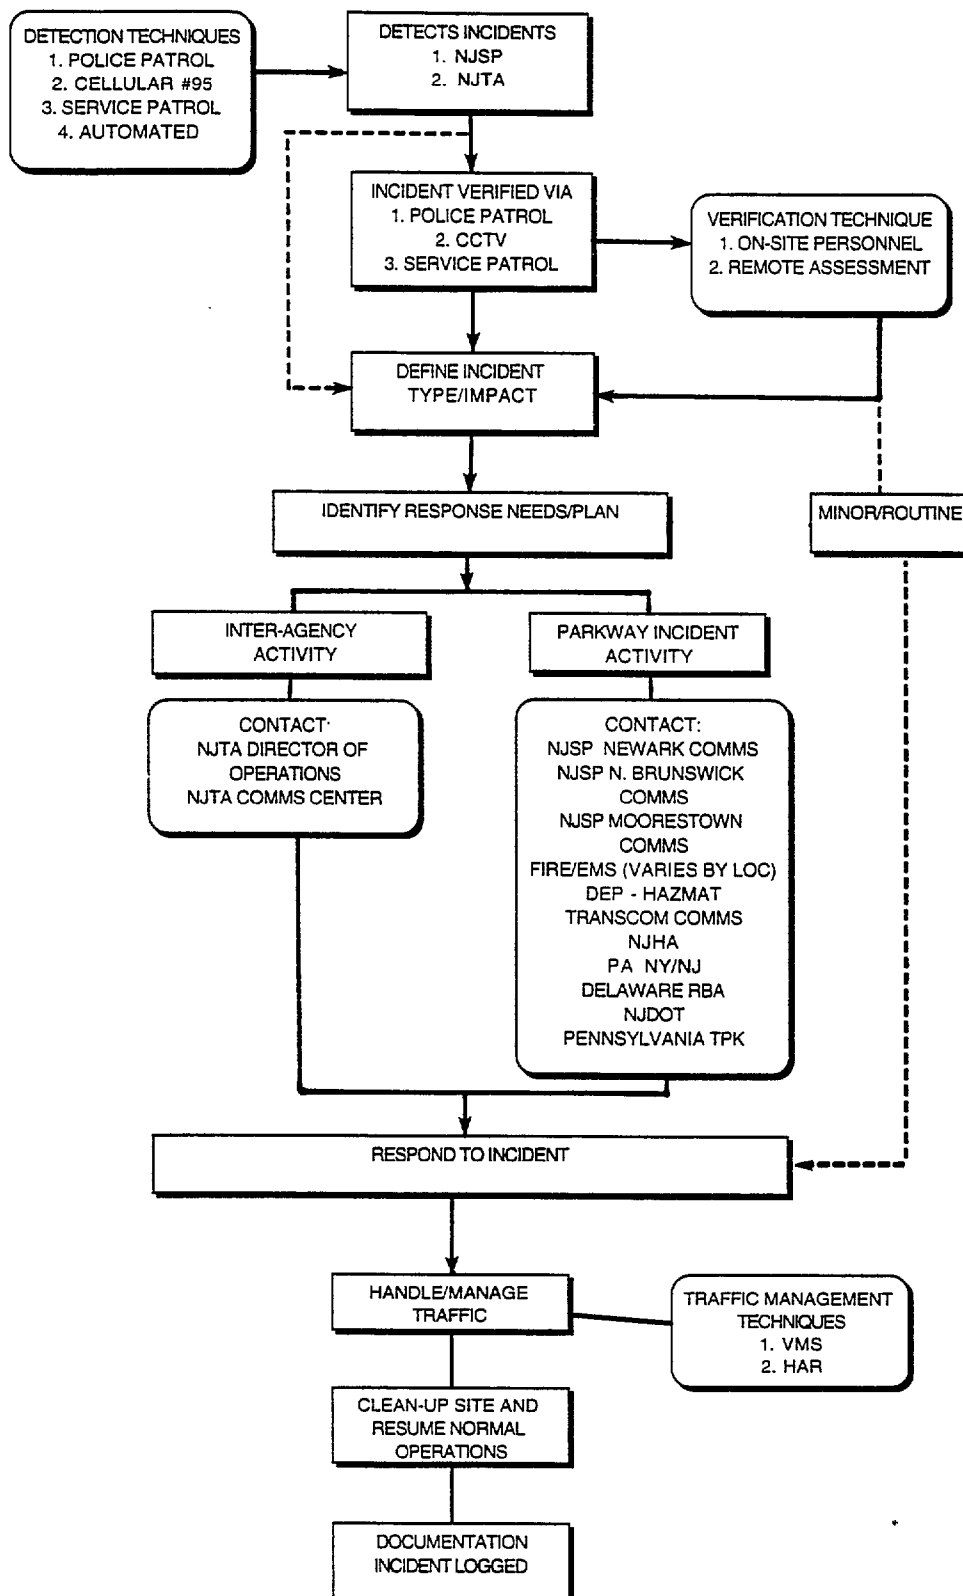 DETECTION TECHNIQUES
1. POLICE PATROL
2. CELLULAR #95
3. SERVICE PATROL
4. AUTOMATED
DETECTS INCIDENTS
1. NJSP
2. NJTA
INCIDENT VERIFIED VIA
1. POLICE PATROL
2. CCTV
3. SERVICE PATROL
VERIFICATION TECHNIQUE
1. ON-SITE PERSONNEL
2. REMOTE ASSESSMENT
DEFINE INCIDENT
TYPE/IMPACT
IDENTIFY RESPONSE NEEDS/PLAN
MINOR/ROUTINE
INTER-AGENCY
ACTIVITY
PARKWAY INCIDENT
ACTIVITY
CONTACT:
NJTA DIRECTOR OF
OPERATIONS
NJTA COMMS CENTER
CONTACT:
NJSP NEWARK COMMS
NJSP N. BRUNSWICK
COMMS
NJSP MOORESTOWN
COMMS
FIRE/EMS (VARIES BY LOC)
DEP - HAZMAT
TRANSCOM COMMS
NJHA
PA NY/NJ
DELAWARE RBA
NJDOT
PENNSYLVANIA TPK
RESPOND TO INCIDENT
HANDLE/MANAGE
TRAFFIC
TRAFFIC MANAGEMENT
TECHNIQUES
1. VMS
2. HAR
CLEAN-UP SITE AND
RESUME NORMAL
OPERATIONS
DOCUMENTATION
INCIDENT LOGGED